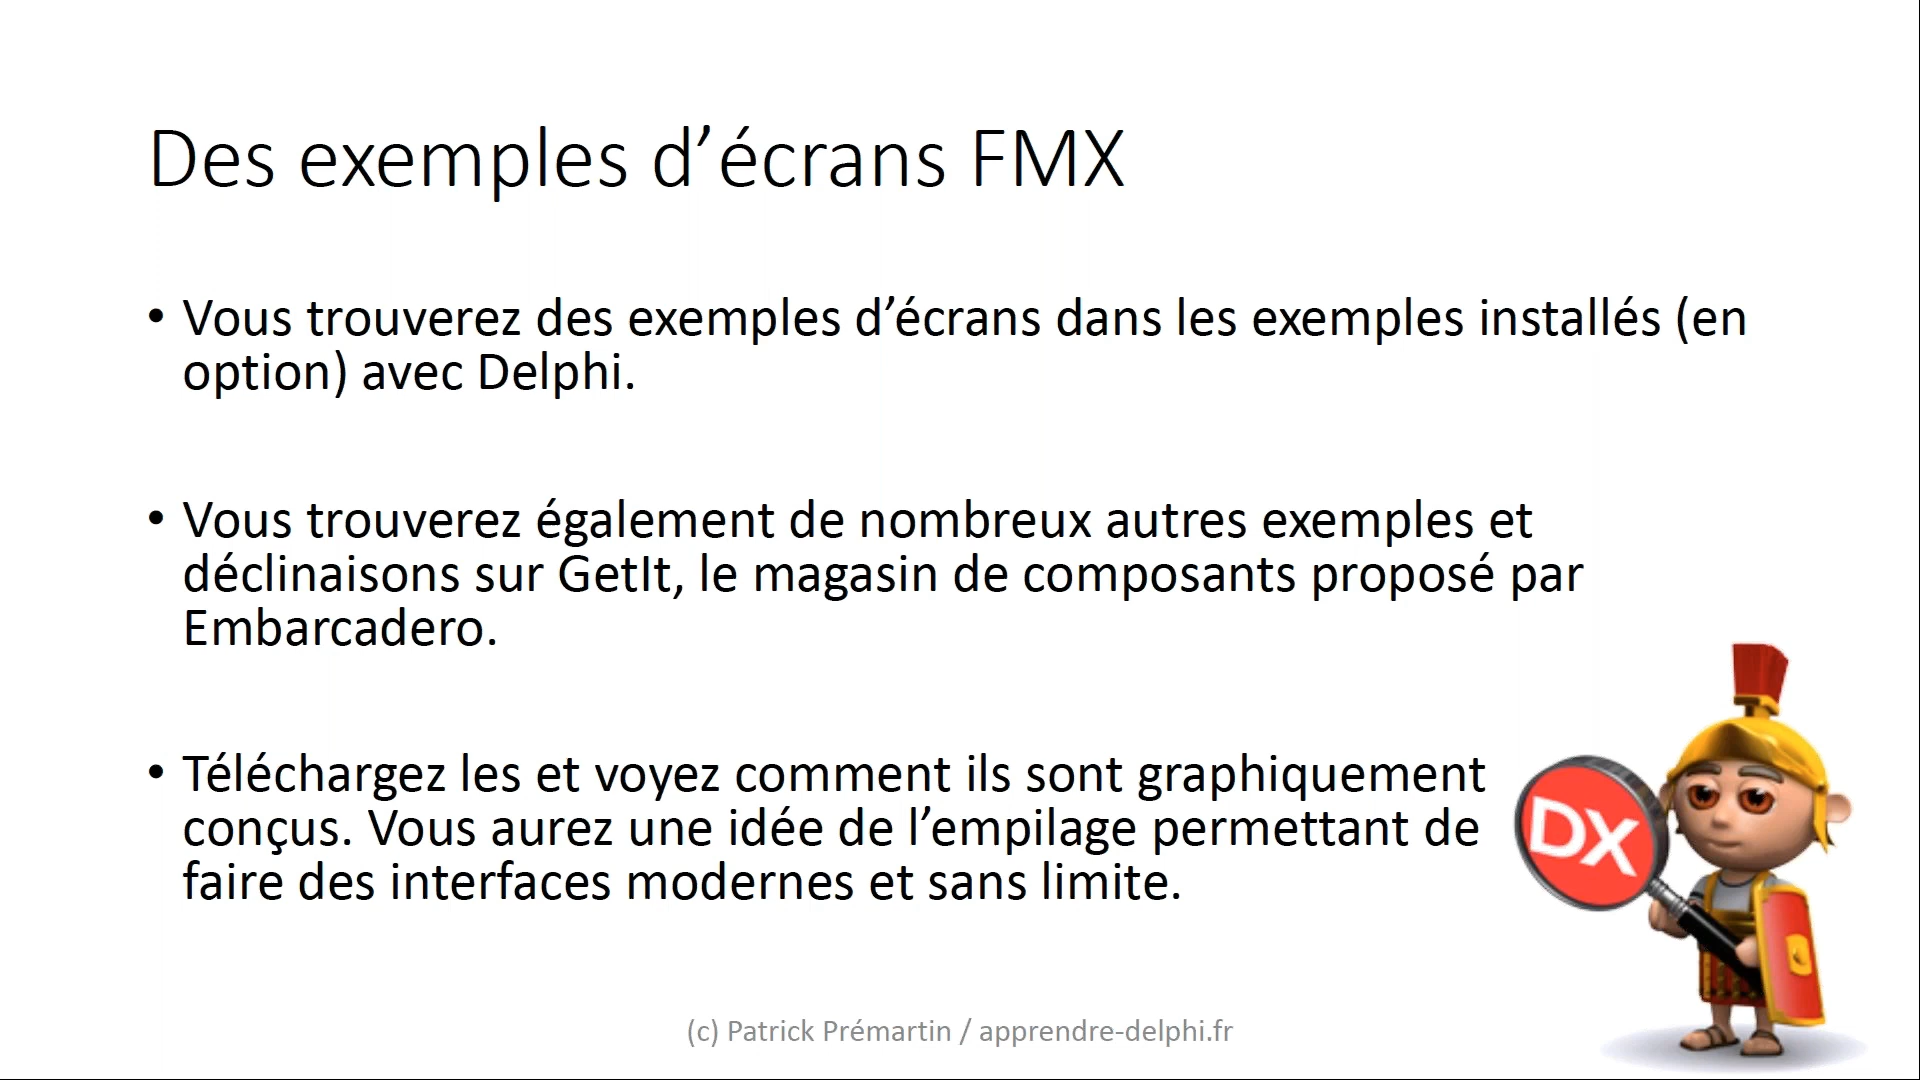 Des exemples d’écrans FMX
• Vous trouverez des exemples d’écrans dans les exemples installés (en
option) avec Delphi.
• Vous trouverez également de nombreux autres exemples et
déclinaisons sur GetIt, le magasin de composants proposé par
Embarcadero.
• Téléchargez les et voyez comment ils sont graphiquement
conçus. Vous aurez une idée de l’empilage permettant de
faire des interfaces modernes et sans limite.
DX
(c) Patrick Prémartin / apprendre-delphi.fr